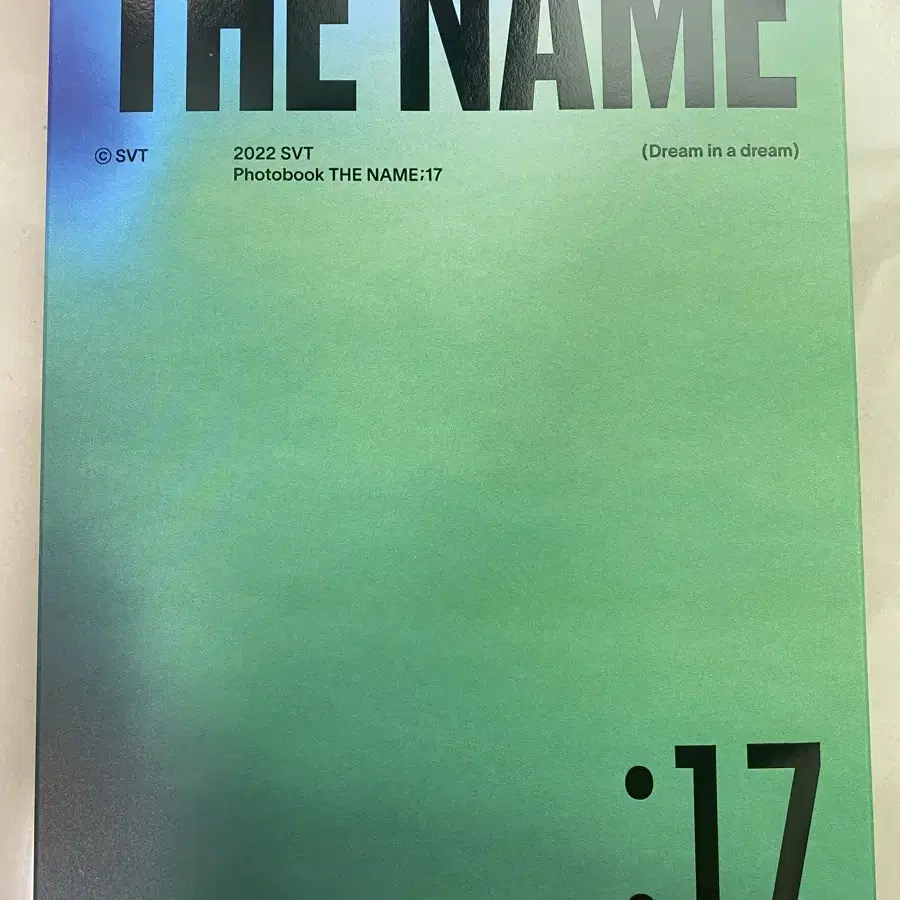 THE NAME
© SVT
2022 SVT
Photobook THE NAME;17
(Dream in a dream)
;17